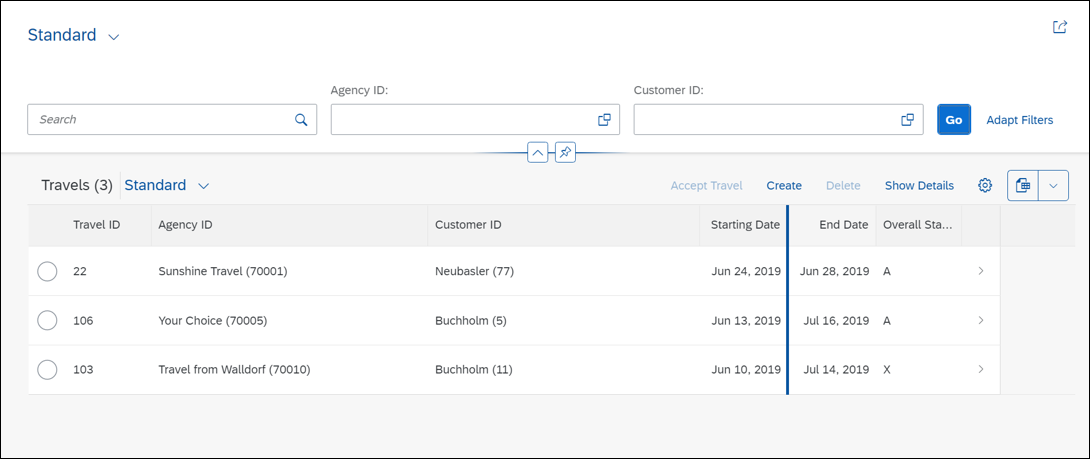 Standard
Agency ID:
Customer ID:
Search
Go
Adapt Filters
Travels (3) Standard
Accept Travel Create Delete Show Details
Travel ID Agency ID Customer ID Starting Date End Date Overall Sta...
22 Sunshine Travel (70001) Neubasler (77) Jun 24, 2019 Jun 28, 2019 A
106 Your Choice (70005) Buchholm (5) Jun 13, 2019 Jul 16, 2019 A
103 Travel from Walldorf (70010) Buchholm (11) Jun 10, 2019 Jul 14, 2019 X